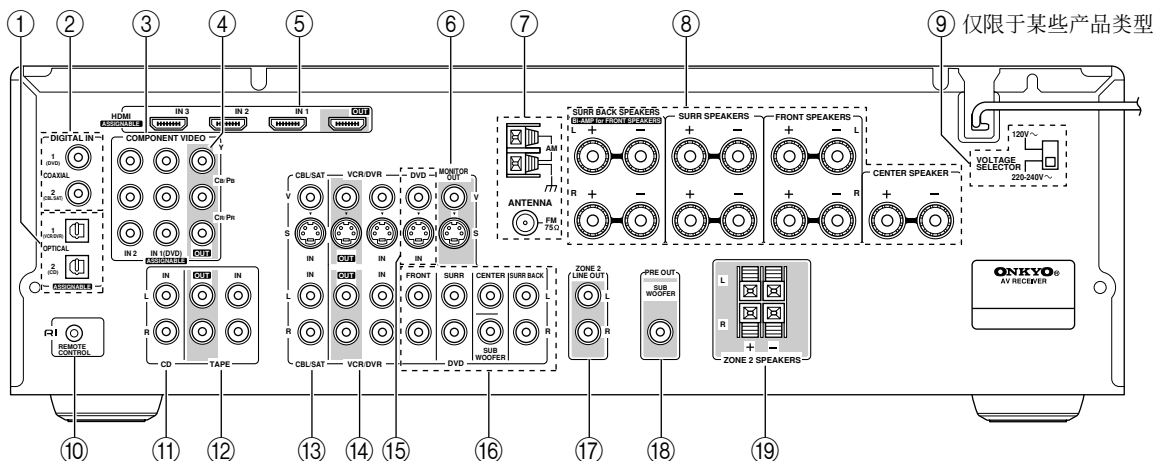 ① ② ③ ④ ⑤ ⑥ ⑦ ⑧ ⑨ 仅限于某些产品类型
HDMI
ASSIGNABLE
IN 3
IN 2
IN 1
OUT
DIGITAL IN
1
(DVD)
COAXIAL
2
(CBL/SAT)
1
(VCR/DVR)
OPTICAL
2
(CD)
ASSIGNABLE
COMPONENT VIDEO
Y
CB/PB
CR/PR
IN 2
IN 1(DVD)
OUT
ASSIGNABLE
CBL/SAT
VCR/DVR
DVD
MONITOR
OUT
V
S
V
S
IN
OUT
IN
IN
AM
ANTENNA
FM
75Ω
SURR BACK SPEAKERS
Bi-AMP for FRONT SPEAKERS
SURR SPEAKERS
FRONT SPEAKERS
L + − + − + − L
R + − + − + − R
CENTER SPEAKER
+ −
120V～
VOLTAGE
SELECTOR
220-240V～
RI
REMOTE
CONTROL
IN
OUT
IN
L
R
CD
TAPE
IN
OUT
IN
L
R
CBL/SAT
VCR/DVR
FRONT
SURR
CENTER
SURR BACK
L
R
SUB
WOOFER
DVD
ZONE 2
LINE OUT
L
R
PRE OUT
SUB
WOOFER
L
R
+ −
ZONE 2 SPEAKERS
ONKYO®
AV RECEIVER
⑩ ⑪ ⑫ ⑬ ⑭ ⑮ ⑯ ⑰ ⑱ ⑲